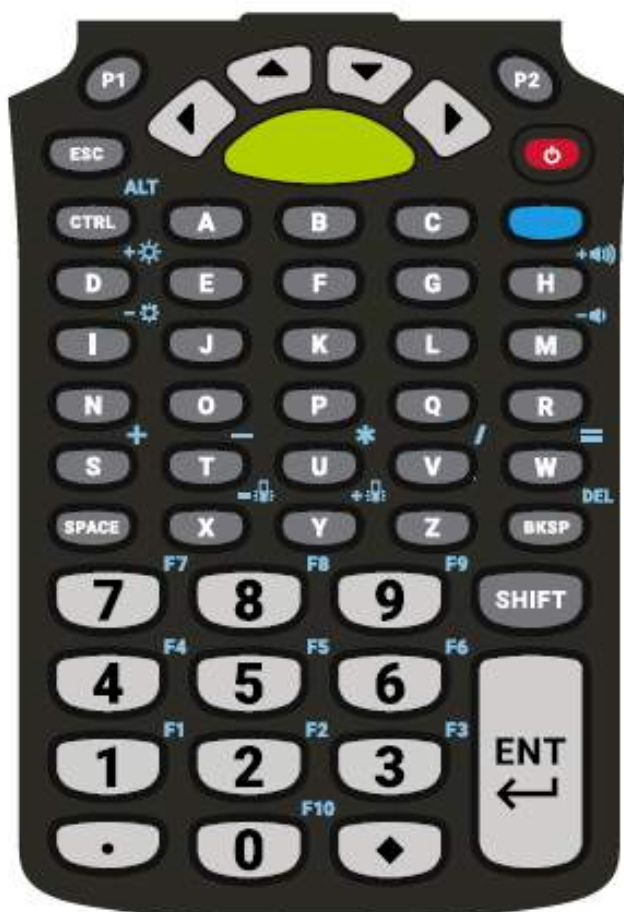 P1 P2
ESC
ALT
CTRL A B C
+ +
D E F G H
- -
I J K L M
N O P Q R
+ - * / =
S T U V W
- + DEL
SPACE X Y Z BKSP
F7 F8 F9
7 8 9 SHIFT
F4 F5 F6
4 5 6
F1 F2 F3
1 2 3 ENT
F10
. 0